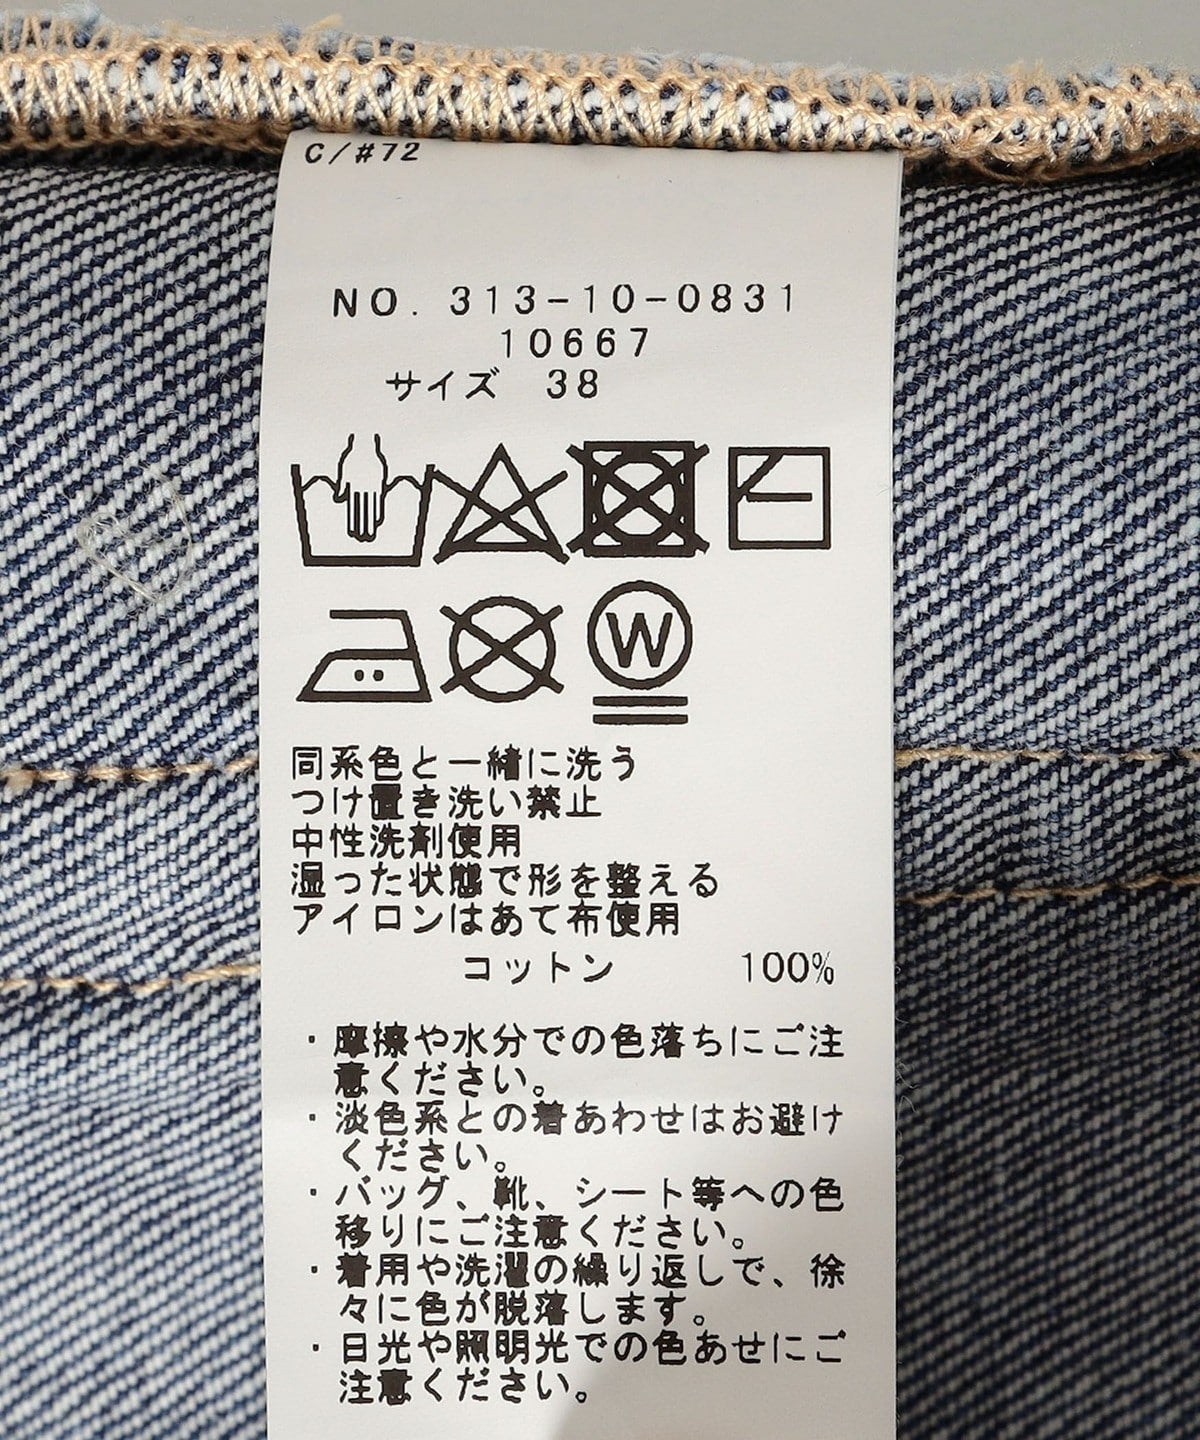 C/#72
NO. 313-10-0831
10667
サイズ 38
W
同系色と一緒に洗う
つけ置き洗い禁止
中性洗剤使用
湿った状態で形を整える
アイロンはあて布使用
コットン 100%
・摩擦や水分での色落ちにご注
意ください。
・淡色系との着あわせはお避け
ください。
・バッグ、靴、シート等への色
移りにご注意ください。
・着用や洗濯の繰り返しで、徐
々に色が脱落します。
・日光や照明光での色あせにご
注意ください。